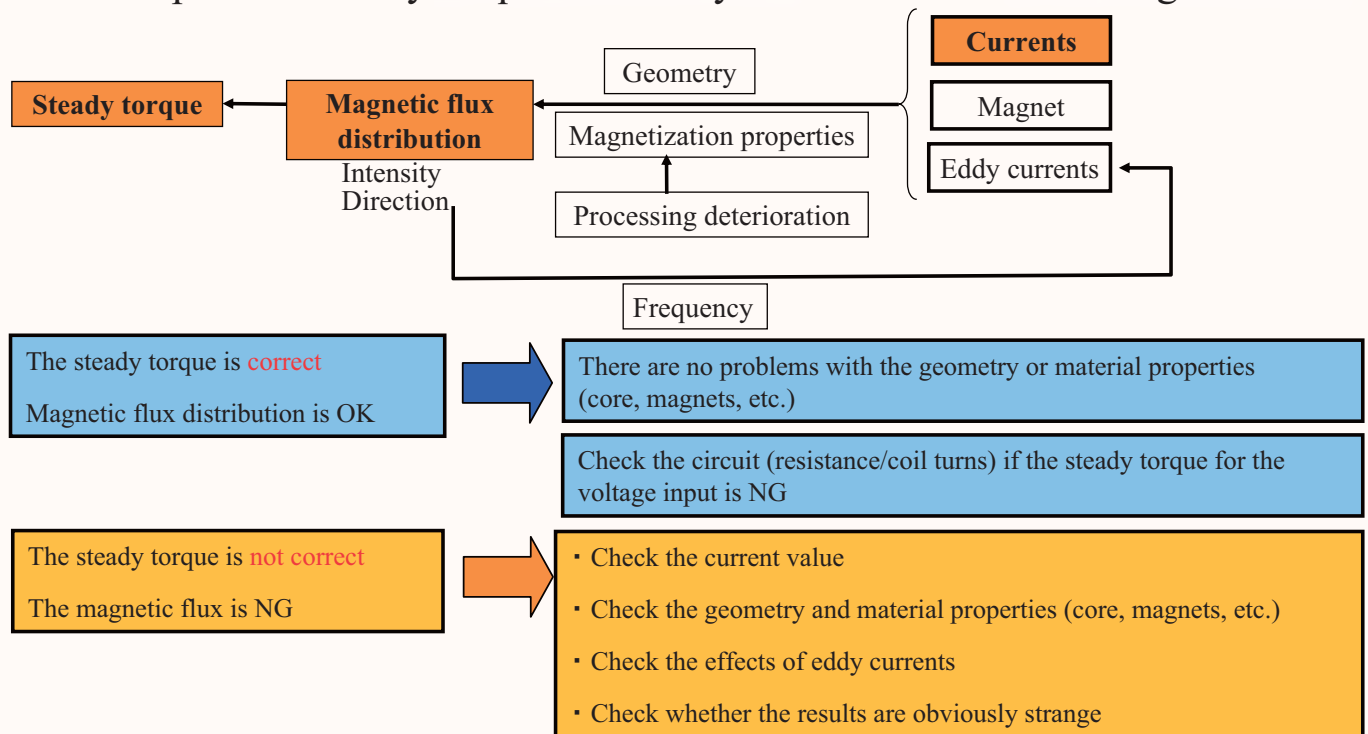 Currents
Geometry
Steady torque
Magnetic flux
distribution
Magnet
Magnetization properties
Intensity
Direction
Eddy currents
Processing deterioration
Frequency
The steady torque is correct
Magnetic flux distribution is OK
There are no problems with the geometry or material properties
(core, magnets, etc.)
Check the circuit (resistance/coil turns) if the steady torque for the
voltage input is NG
The steady torque is not correct
The magnetic flux is NG
・Check the current value
・Check the geometry and material properties (core, magnets, etc.)
・Check the effects of eddy currents
・Check whether the results are obviously strange